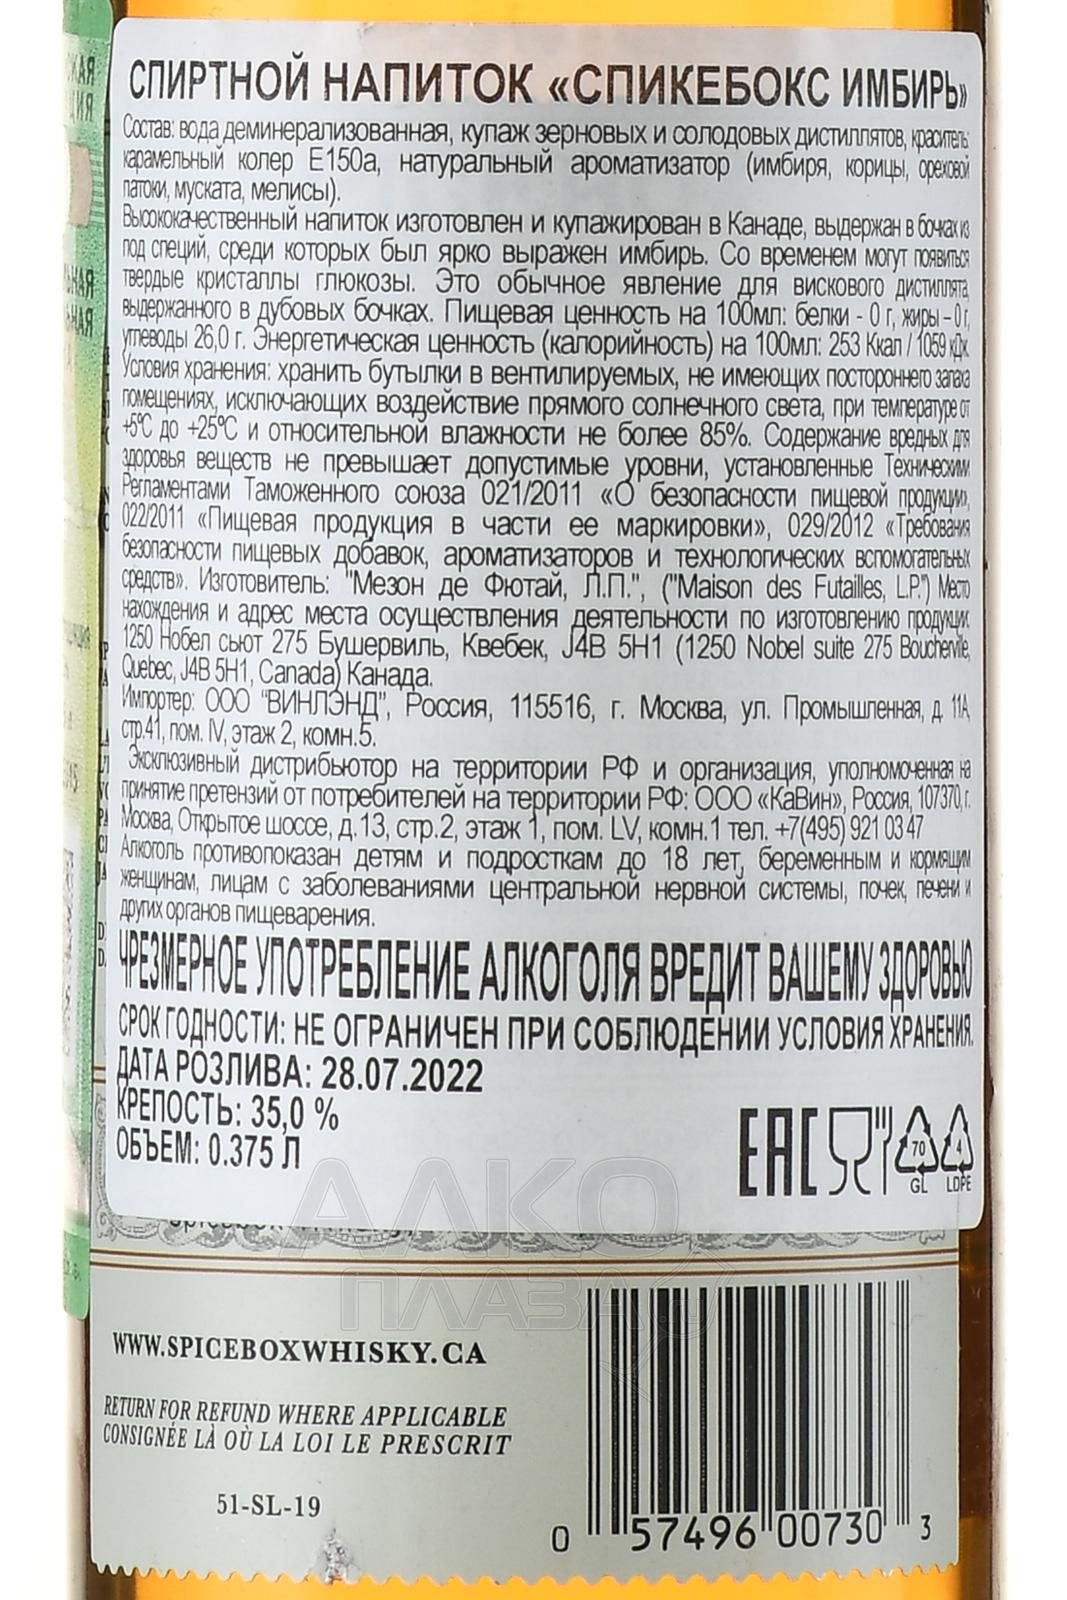 СПИРТНОЙ НАПИТОК «СПИКЕБОКС ИМБИРЬ»
Состав: вода деминерализованная, купаж зерновых и солодовых дистиллятов, краситель:
карамельный колер Е150а, натуральный ароматизатор (имбиря, корицы, ореховой
патоки, муската, мелисы).
Высококачественный напиток изготовлен и купажирован в Канаде, выдержан в бочках из
под специй, среди которых был ярко выражен имбирь. Со временем могут появиться
твердые кристаллы глюкозы. Это обычное явление для вискового дистиллята,
выдержанного в дубовых бочках. Пищевая ценность на 100мл: белки - 0 г, жиры – 0 г,
углеводы 26,0 г. Энергетическая ценность (калорийность) на 100мл: 253 Ккал / 1059 кДж.
Условия хранения: хранить бутылки в вентилируемых, не имеющих постороннего запаха
помещениях, исключающих воздействие прямого солнечного света, при температуре от
+5°С до +25°С и относительной влажности не более 85%. Содержание вредных для
здоровья веществ не превышает допустимые уровни, установленные Техническими
Регламентами Таможенного союза 021/2011 «О безопасности пищевой продукции»,
022/2011 «Пищевая продукция в части ее маркировки», 029/2012 «Требования
безопасности пищевых добавок, ароматизаторов и технологических вспомогательных
средств». Изготовитель: "Мезон де Фютай, Л.П.", ("Maison des Futailles, L.P.") Место
нахождения и адрес места осуществления деятельности по изготовлению продукции:
1250 Нобел сьют 275 Бушервиль, Квебек, J4B 5H1 (1250 Nobel suite 275 Boucherville,
Quebec, J4B 5H1, Canada) Канада.
Импортер: ООО "ВИНЛЭНД", Россия, 115516, г. Москва, ул. Промышленная, д. 11А,
стр.41, пом. IV, этаж 2, комн.5.
Эксклюзивный дистрибьютор на территории РФ и организация, уполномоченная на
принятие претензий от потребителей на территории РФ: ООО «КаВин», Россия, 107370, г.
Москва, Открытое шоссе, д.13, стр.2, этаж 1, пом. LV, комн.1 тел. +7(495) 921 03 47
Алкоголь противопоказан детям и подросткам до 18 лет, беременным и кормящим
женщинам, лицам с заболеваниями центральной нервной системы, почек, печени и
других органов пищеварения.
ЧРЕЗМЕРНОЕ УПОТРЕБЛЕНИЕ АЛКОГОЛЯ ВРЕДИТ ВАШЕМУ ЗДОРОВЬЮ
СРОК ГОДНОСТИ: НЕ ОГРАНИЧЕН ПРИ СОБЛЮДЕНИИ УСЛОВИЯ ХРАНЕНИЯ.
ДАТА РОЗЛИВА: 28.07.2022
КРЕПОСТЬ: 35,0 %
ОБЪЕМ: 0.375 Л
EAC
70
GL
4
LDPE
АЛКО
ПЛАЗА
WWW.SPICEBOXWHISKY.CA
RETURN FOR REFUND WHERE APPLICABLE
CONSIGNÉE LÀ OÙ LA LOI LE PRESCRIT
51-SL-19
0 57496 00730 3